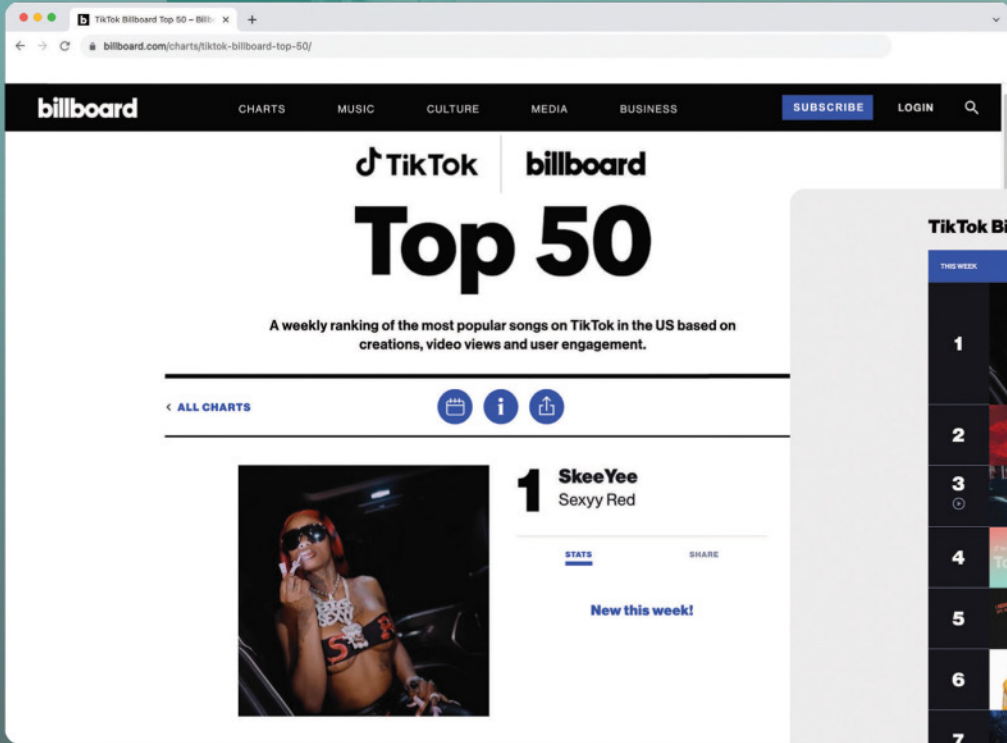 TikTok Billboard Top 50 – Billb
billboard.com/charts/tiktok-billboard-top-50/
billboard
CHARTS
MUSIC
CULTURE
MEDIA
BUSINESS
SUBSCRIBE
LOGIN
TikTok
billboard
Top 50
A weekly ranking of the most popular songs on TikTok in the US based on
creations, video views and user engagement.
< ALL CHARTS
1
SkeeYee
Sexyy Red
STATS
SHARE
New this week!
TikTok Bi
THIS WEEK
1
2
3
4
5
6
7